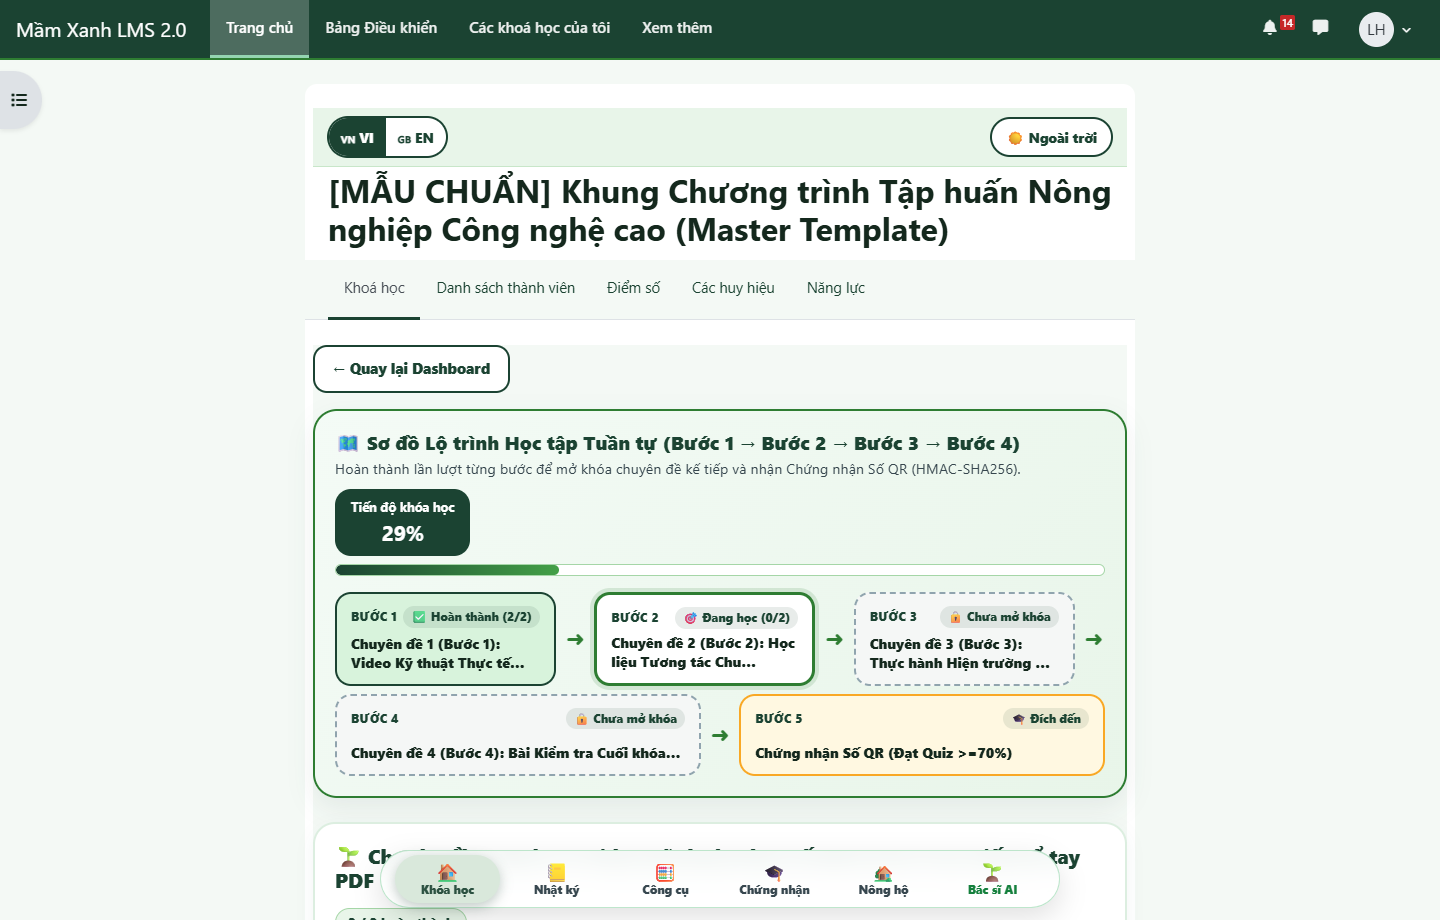 Mầm Xanh LMS 2.0
Trang chủ
Bảng Điều khiển
Các khoá học của tôi
Xem thêm
14
LH
VN VI
GB EN
Ngoài trời
[MẪU CHUẨN] Khung Chương trình Tập huấn Nông
nghiệp Công nghệ cao (Master Template)
Khoá học
Danh sách thành viên
Điểm số
Các huy hiệu
Năng lực
← Quay lại Dashboard
Sơ đồ Lộ trình Học tập Tuần tự (Bước 1 → Bước 2 → Bước 3 → Bước 4)
Hoàn thành lần lượt từng bước để mở khóa chuyên đề kế tiếp và nhận Chứng nhận Số QR (HMAC-SHA256).
Tiến độ khóa học
29%
BƯỚC 1
Hoàn thành (2/2)
Chuyên đề 1 (Bước 1):
Video Kỹ thuật Thực tế...
BƯỚC 2
Đang học (0/2)
Chuyên đề 2 (Bước 2): Học
liệu Tương tác Chu...
BƯỚC 3
Chưa mở khóa
Chuyên đề 3 (Bước 3):
Thực hành Hiện trường ...
BƯỚC 4
Chưa mở khóa
Chuyên đề 4 (Bước 4): Bài Kiểm tra Cuối khóa...
BƯỚC 5
Đích đến
Chứng nhận Số QR (Đạt Quiz >=70%)
tay
PDF
Khóa học
Nhật ký
Công cụ
Chứng nhận
Nông hộ
Bác sĩ AI